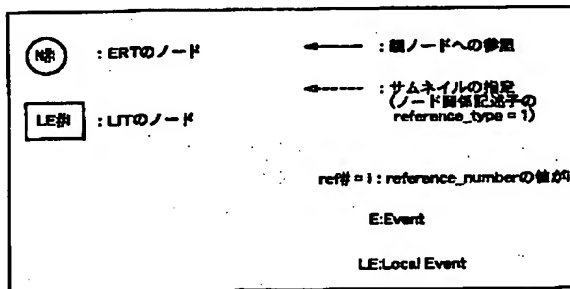 N#i : ERTのノード
LE#i : LITのノード
: 親ノードへの参照
: サムネイルの指定
(ノード関係記述子の
reference_type = 1)
ref# = i : reference_numberの値が
E:Event
LE:Local Event